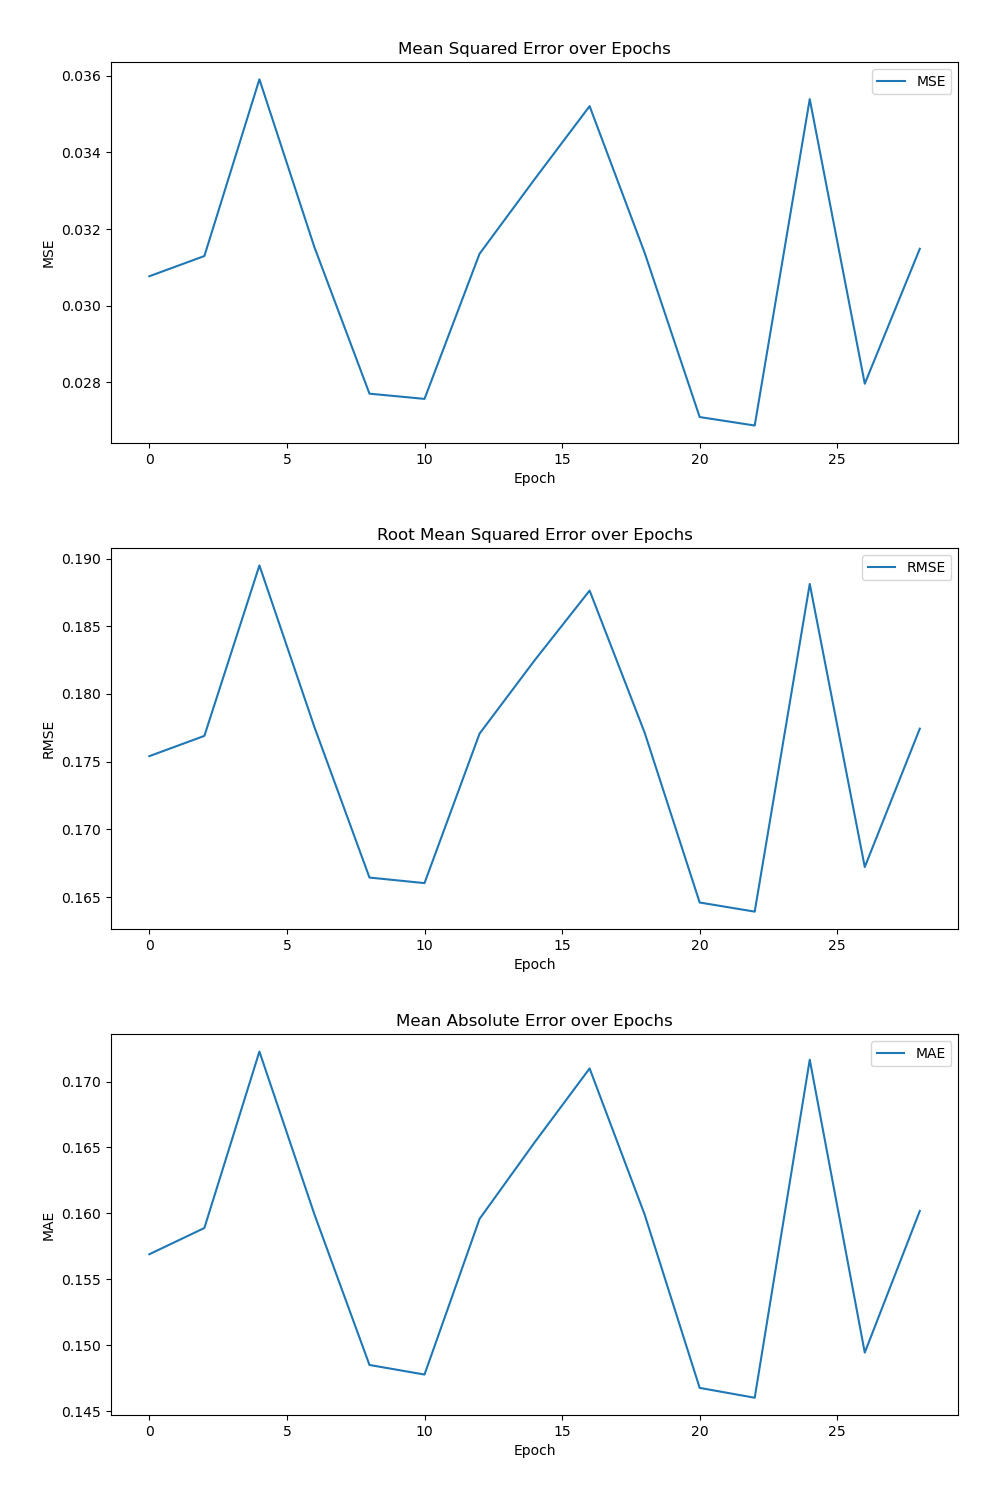 Mean Squared Error over Epochs
MSE
0.036
0.034
0.032
0.030
0.028
MSE
0 5 10 15 20 25
Epoch
Root Mean Squared Error over Epochs
RMSE
0.190
0.185
0.180
0.175
0.170
0.165
RMSE
0 5 10 15 20 25
Epoch
Mean Absolute Error over Epochs
MAE
0.170
0.165
0.160
0.155
0.150
0.145
MAE
0 5 10 15 20 25
Epoch